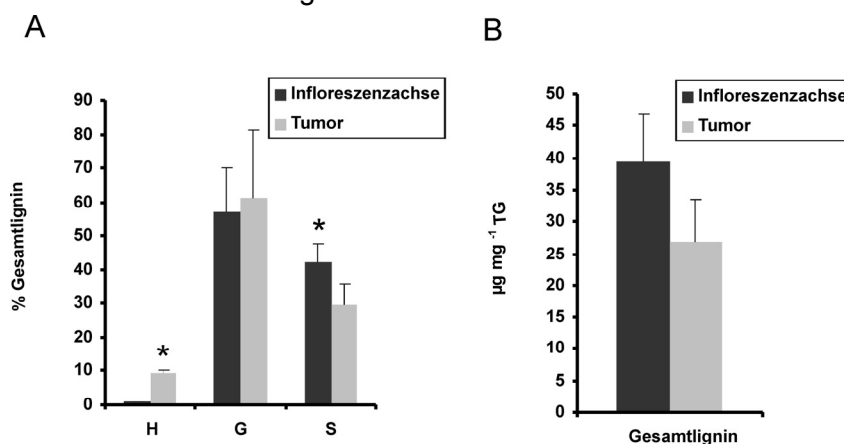 A
Infloreszenzachse
Tumor
% Gesamtlignin
90
80
70
60
50
40
30
20
10
0
*
*
H G S
B
Infloreszenzachse
Tumor
µg mg -1 TG
50
45
40
35
30
25
20
15
10
5
0
Gesamtlignin